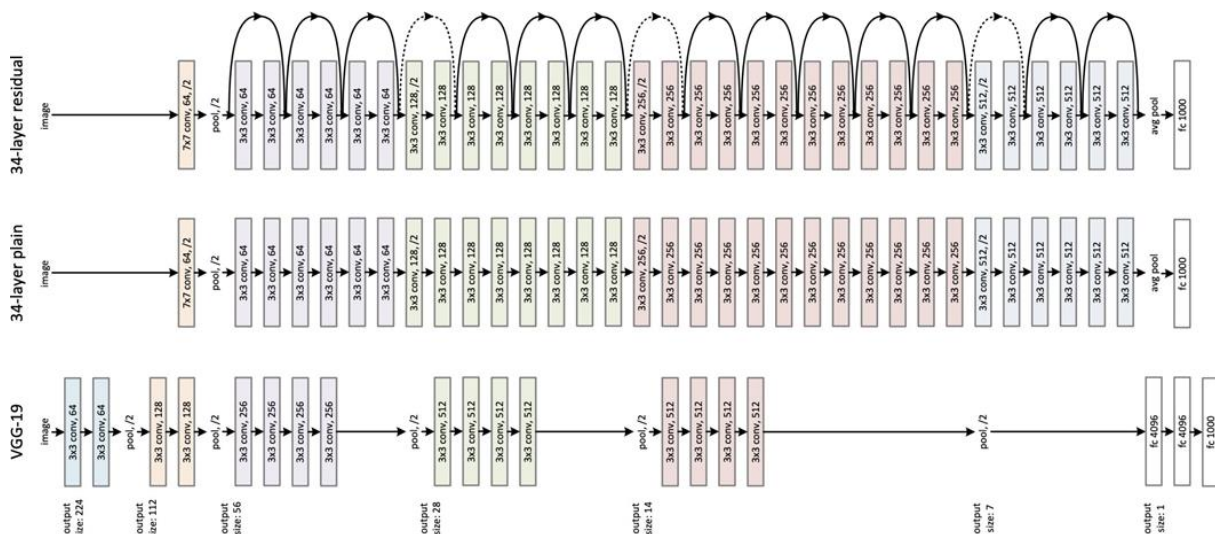 output
size: 224
output
size: 112
output
size: 56
output
size: 28
output
size: 14
output
size: 7
output
size: 1
VGG-19
image
3x3 conv, 64
3x3 conv, 64
pool, /2
3x3 conv, 128
3x3 conv, 128
pool, /2
3x3 conv, 256
3x3 conv, 256
3x3 conv, 256
3x3 conv, 256
pool, /2
3x3 conv, 512
3x3 conv, 512
3x3 conv, 512
3x3 conv, 512
pool, /2
3x3 conv, 512
3x3 conv, 512
3x3 conv, 512
3x3 conv, 512
pool, /2
fc 4096
fc 4096
fc 1000
34-layer plain
image
7x7 conv, 64, /2
pool, /2
3x3 conv, 64
3x3 conv, 64
3x3 conv, 64
3x3 conv, 64
3x3 conv, 64
3x3 conv, 64
3x3 conv, 128, /2
3x3 conv, 128
3x3 conv, 128
3x3 conv, 128
3x3 conv, 128
3x3 conv, 128
3x3 conv, 128
3x3 conv, 128
3x3 conv, 256, /2
3x3 conv, 256
3x3 conv, 256
3x3 conv, 256
3x3 conv, 256
3x3 conv, 256
3x3 conv, 256
3x3 conv, 256
3x3 conv, 256
3x3 conv, 256
3x3 conv, 256
3x3 conv, 256
3x3 conv, 512, /2
3x3 conv, 512
3x3 conv, 512
3x3 conv, 512
3x3 conv, 512
3x3 conv, 512
avg pool
fc 1000
34-layer residual
image
7x7 conv, 64, /2
pool, /2
3x3 conv, 64
3x3 conv, 64
3x3 conv, 64
3x3 conv, 64
3x3 conv, 64
3x3 conv, 64
3x3 conv, 128, /2
3x3 conv, 128
3x3 conv, 128
3x3 conv, 128
3x3 conv, 128
3x3 conv, 128
3x3 conv, 128
3x3 conv, 128
3x3 conv, 256, /2
3x3 conv, 256
3x3 conv, 256
3x3 conv, 256
3x3 conv, 256
3x3 conv, 256
3x3 conv, 256
3x3 conv, 256
3x3 conv, 256
3x3 conv, 256
3x3 conv, 256
3x3 conv, 256
3x3 conv, 512, /2
3x3 conv, 512
3x3 conv, 512
3x3 conv, 512
3x3 conv, 512
3x3 conv, 512
avg pool
fc 1000